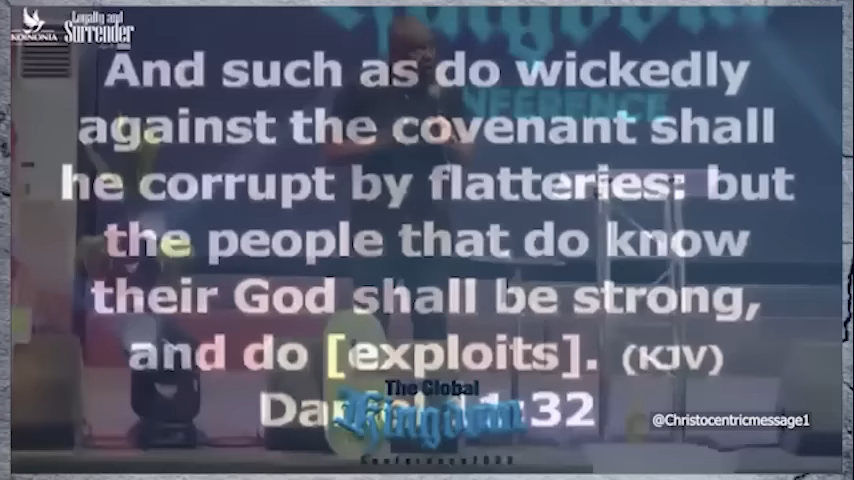 KOINONIA
Loyalty and
Surrender
And such as do wickedly
against the covenant shall
he corrupt by flatteries: but
the people that do know
their God shall be strong,
and do [exploits]. (KJV)
:32
The Global
Kingdom
@Christocentricmessage1